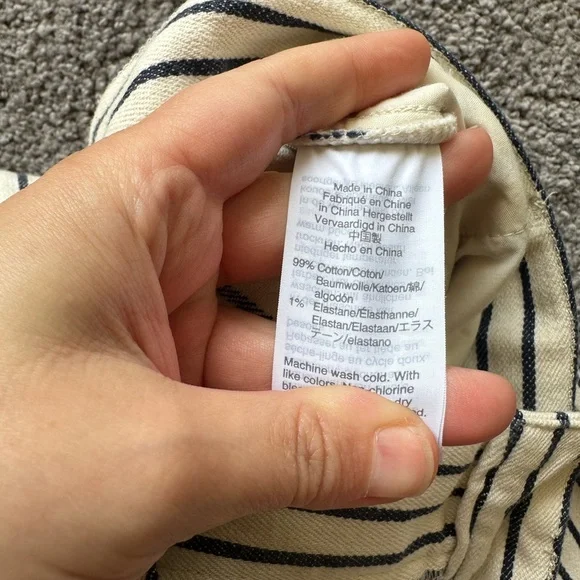 Made in China
Fabriqué en Chine
in China Hergestellt
Vervaardigd in China
中国製
Hecho en China
99% Cotton/Coton/
Baumwolle/Katoen/綿/
algodón
1% Elastane/Élasthanne/
Elastan/Elastaan/エラス
テーン/elastano
Machine wash cold. With
like colors.
dry